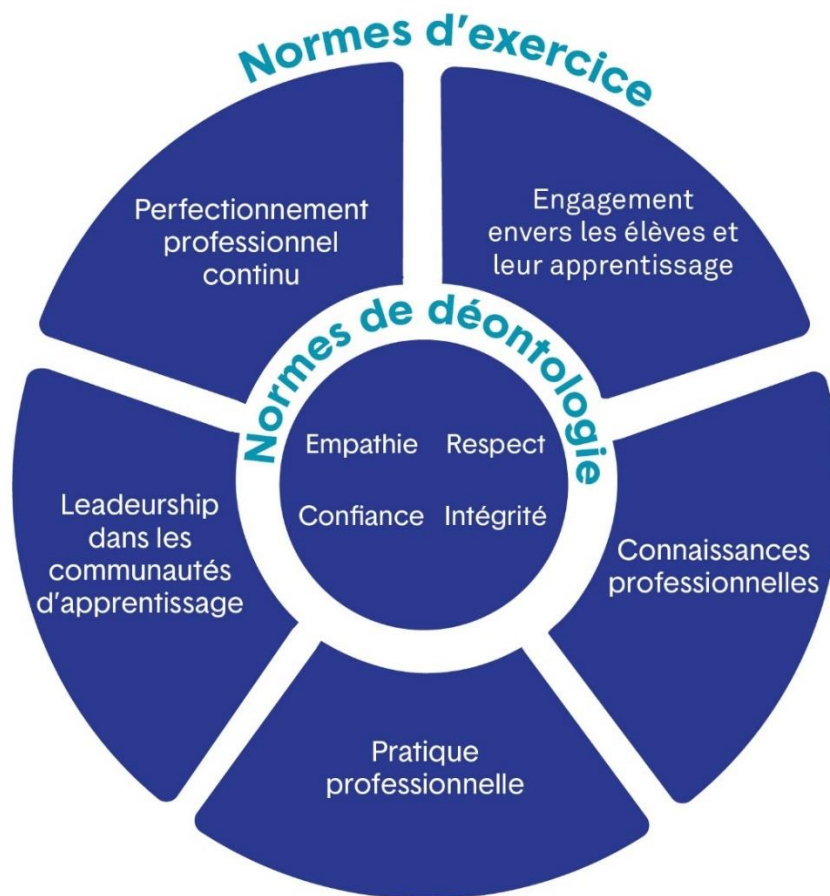 Normes d'exercice
Perfectionnement
professionnel
continu
Engagement
envers les élèves et
leur apprentissage
Normes de déontologie
Empathie Respect
Confiance Intégrité
Leadeurship
dans les
communautés
d'apprentissage
Connaissances
professionnelles
Pratique
professionnelle